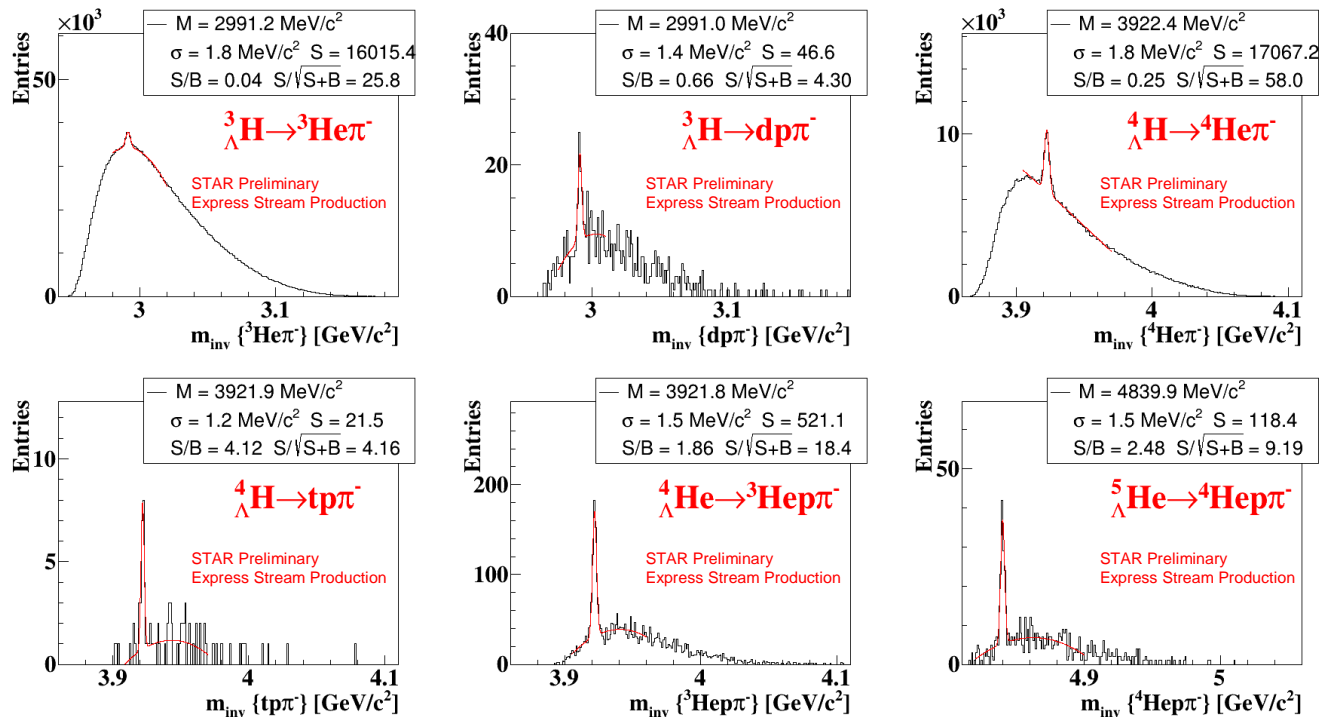 ×10³
M = 2991.2 MeV/c²
σ = 1.8 MeV/c² S = 16015.4
S/B = 0.04 S/√S+B = 25.8
³ΛH→³Heπ⁻
STAR Preliminary
Express Stream Production
Entries
50
0
3
3.1
m_inv {³Heπ⁻} [GeV/c²]
M = 2991.0 MeV/c²
σ = 1.4 MeV/c² S = 46.6
S/B = 0.66 S/√S+B = 4.30
³ΛH→dpπ⁻
STAR Preliminary
Express Stream Production
Entries
40
20
0
3
3.1
m_inv {dpπ⁻} [GeV/c²]
×10³
M = 3922.4 MeV/c²
σ = 1.8 MeV/c² S = 17067.2
S/B = 0.25 S/√S+B = 58.0
⁴ΛH→⁴Heπ⁻
STAR Preliminary
Express Stream Production
Entries
10
0
3.9
4
4.1
m_inv {⁴Heπ⁻} [GeV/c²]
M = 3921.9 MeV/c²
σ = 1.2 MeV/c² S = 21.5
S/B = 4.12 S/√S+B = 4.16
⁴ΛH→tpπ⁻
STAR Preliminary
Express Stream Production
Entries
10
5
0
3.9
4
4.1
m_inv {tpπ⁻} [GeV/c²]
M = 3921.8 MeV/c²
σ = 1.5 MeV/c² S = 521.1
S/B = 1.86 S/√S+B = 18.4
⁴ΛHe→³Hepπ⁻
STAR Preliminary
Express Stream Production
Entries
200
100
0
3.9
4
4.1
m_inv {³Hepπ⁻} [GeV/c²]
M = 4839.9 MeV/c²
σ = 1.5 MeV/c² S = 118.4
S/B = 2.48 S/√S+B = 9.19
⁵ΛHe→⁴Hepπ⁻
STAR Preliminary
Express Stream Production
Entries
50
0
4.9
5
m_inv {⁴Hepπ⁻} [GeV/c²]